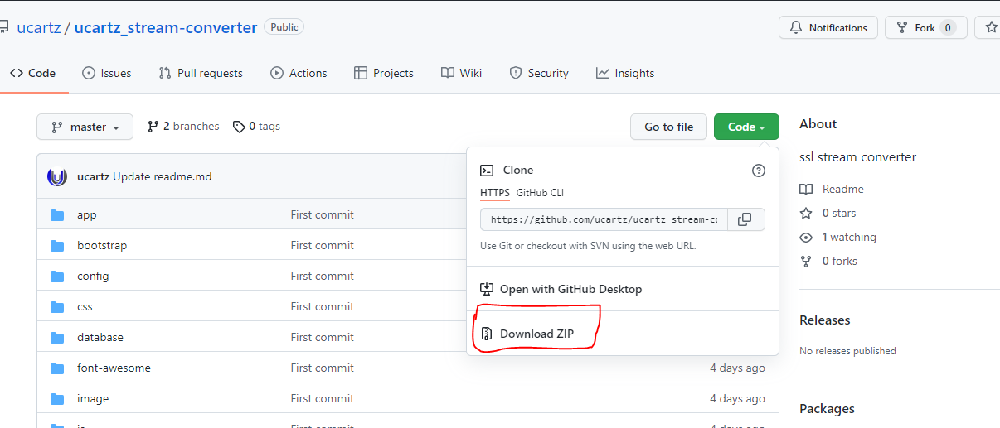 ucartz / ucartz_stream-converter Public
Notifications Fork 0
Code Issues Pull requests Actions Projects Wiki Security Insights
master 2 branches 0 tags Go to file Code
ucartz Update readme.md
app First commit
bootstrap First commit
config First commit
css First commit
database First commit
font-awesome First commit 4 days ago
image First commit 4 days ago
Clone
HTTPS GitHub CLI
https://github.com/ucartz/ucartz_stream-co
Use Git or checkout with SVN using the web URL.
Open with GitHub Desktop
Download ZIP
About
ssl stream converter
Readme
0 stars
1 watching
0 forks
Releases
No releases published
Packages